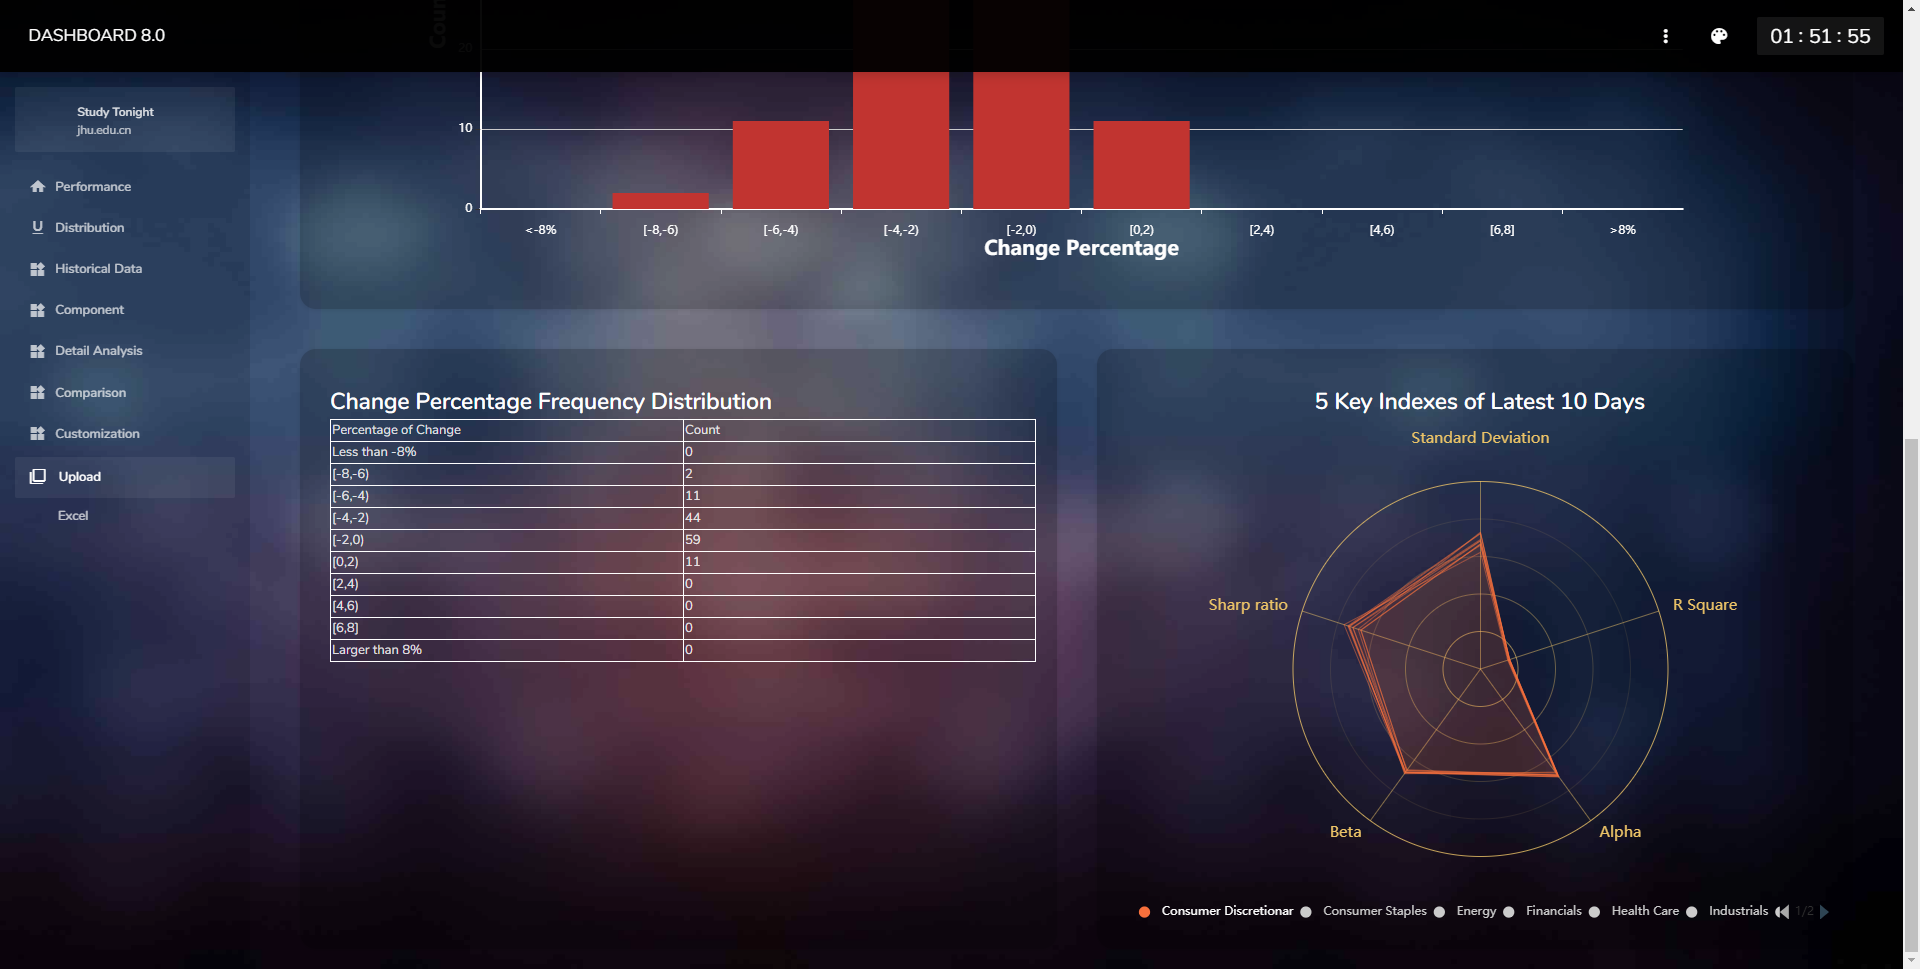 DASHBOARD 8.0
01 : 51 : 55
Study Tonight
jhu.edu.cn
Performance
Distribution
Historical Data
Component
Detail Analysis
Comparison
Customization
Upload
Excel
20
10
0
<-8% [-8,-6) [-6,-4) [-4,-2) [-2,0) [0,2) [2,4) [4,6) [6,8] >8%
Change Percentage
Change Percentage Frequency Distribution
Percentage of Change Count
Less than -8% 0
[-8,-6) 2
[-6,-4) 11
[-4,-2) 44
[-2,0) 59
[0,2) 11
[2,4) 0
[4,6) 0
[6,8] 0
Larger than 8% 0
5 Key Indexes of Latest 10 Days
Standard Deviation
Sharp ratio
R Square
Beta
Alpha
Consumer Discretionar Consumer Staples Energy Financials Health Care Industrials 1/2